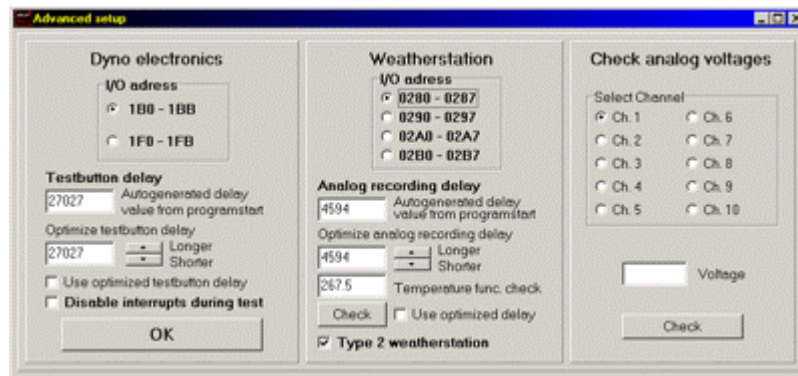 Advanced setup
Dyno electronics
I/O adress
1B0 - 1BB
1F0 - 1FB
Testbutton delay
27027
Autogenerated delay
value from programstart
Optimize testbutton delay
27027
Longer
Shorter
Use optimized testbutton delay
Disable interrupts during test
OK
Weatherstation
I/O adress
0280 - 0287
0290 - 0297
02A0 - 02A7
02B0 - 02B7
Analog recording delay
4594
Autogenerated delay
value from programstart
Optimize analog recording delay
4594
Longer
Shorter
267.5
Temperature func. check
Check
Use optimized delay
Type 2 weatherstation
Check analog voltages
Select Channel
Ch. 1
Ch. 6
Ch. 2
Ch. 7
Ch. 3
Ch. 8
Ch. 4
Ch. 9
Ch. 5
Ch. 10
Voltage
Check